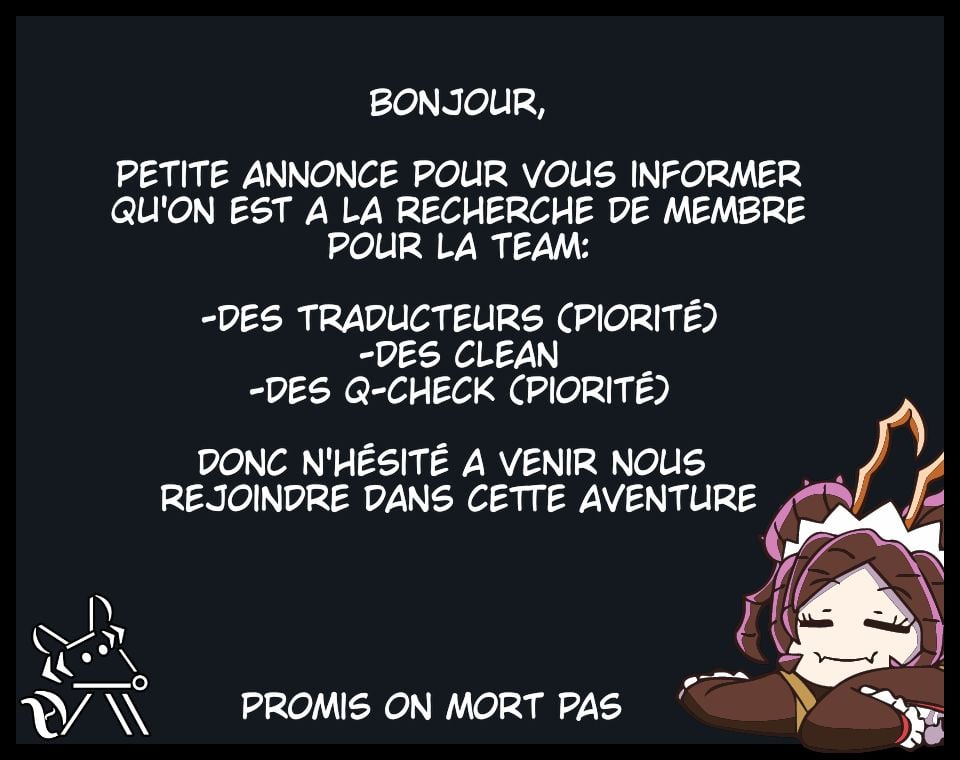 BONJOUR,
PETITE ANNONCE POUR VOUS INFORMER
QU'ON EST A LA RECHERCHE DE MEMBRE
POUR LA TEAM:
-DES TRADUCTEURS (PIORITÉ)
-DES CLEAN
-DES Q-CHECK (PIORITÉ)
DONC N'HÉSITÉ A VENIR NOUS
REJOINDRE DANS CETTE AVENTURE
PROMIS ON MORT PAS